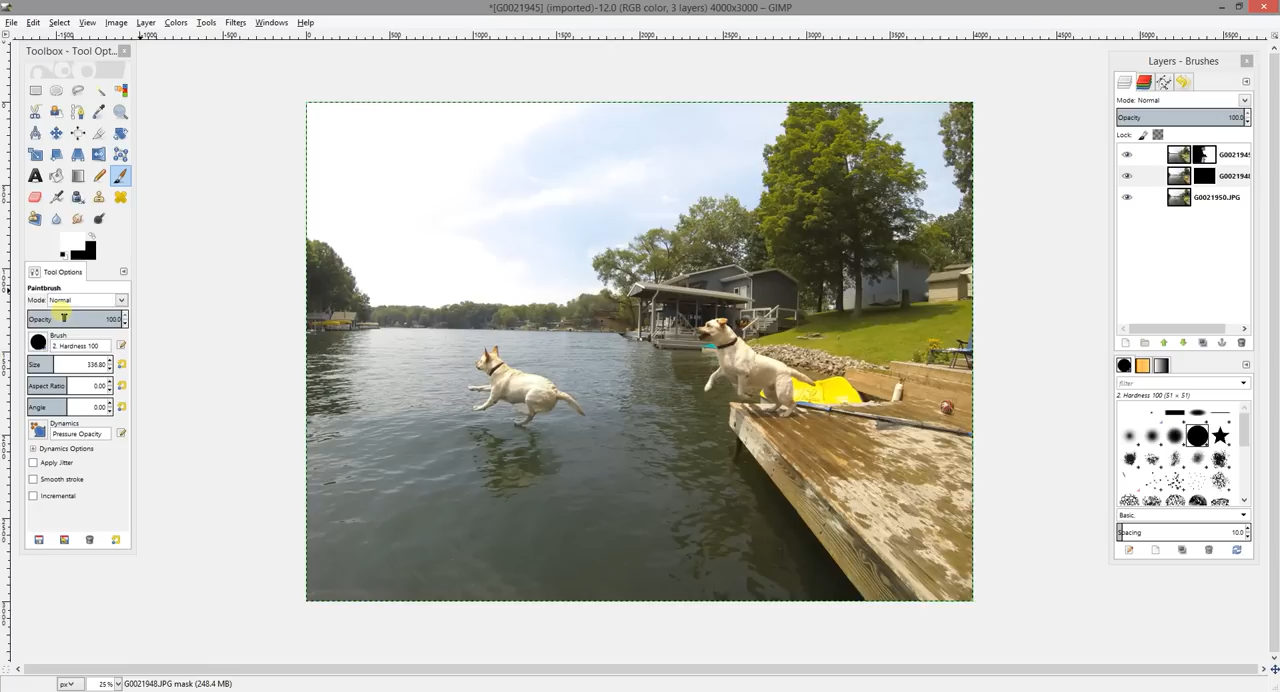 *[G0021945] (imported)-12.0 (RGB color, 3 layers) 4000x3000 – GIMP
File Edit Select View Image Layer Colors Tools Filters Windows Help
Toolbox - Tool Opt...
Tool Options
Paintbrush
Mode: Normal
Opacity 100.0
Brush
2. Hardness 100
Size 336.80
Aspect Ratio 0.00
Angle 0.00
Dynamics
Pressure Opacity
Dynamics Options
Apply Jitter
Smooth stroke
Incremental
Layers - Brushes
Mode: Normal
Opacity 100.0
Lock:
G0021945
G0021948
G0021950.JPG
filter
2. Hardness 100 (51 × 51)
Basic,
Spacing 10.0
px 25% G0021948.JPG mask (248.4 MB)